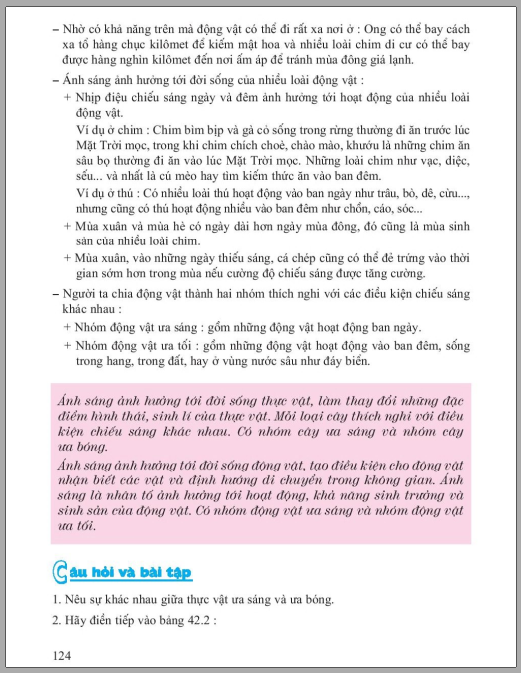 – Nhờ có khả năng trên mà động vật có thể đi rất xa nơi ở : Ong có thể bay cách
xa tổ hàng chục kilômet để kiếm mật hoa và nhiều loài chim di cư có thể bay
được hàng nghìn kilômet đến nơi ấm áp để tránh mùa đông giá lạnh.
– Ánh sáng ảnh hưởng tới đời sống của nhiều loài động vật :
+ Nhịp điệu chiếu sáng ngày và đêm ảnh hưởng tới hoạt động của nhiều loài
động vật.
Ví dụ ở chim : Chim bìm bịp và gà cỏ sống trong rừng thường đi ăn trước lúc
Mặt Trời mọc, trong khi chim chích choè, chào mào, khướu là những chim ăn
sâu bọ thường đi ăn vào lúc Mặt Trời mọc. Những loài chim như vạc, diệc,
sếu... và nhất là cú mèo hay tìm kiếm thức ăn vào ban đêm.
Ví dụ ở thú : Có nhiều loài thú hoạt động vào ban ngày như trâu, bò, dê, cừu...,
nhưng cũng có thú hoạt động nhiều vào ban đêm như chồn, cáo, sóc...
+ Mùa xuân và mùa hè có ngày dài hơn ngày mùa đông, đó cũng là mùa sinh
sản của nhiều loài chim.
+ Mùa xuân, vào những ngày thiếu sáng, cá chép cũng có thể đẻ trứng vào thời
gian sớm hơn trong mùa nếu cường độ chiếu sáng được tăng cường.
– Người ta chia động vật thành hai nhóm thích nghi với các điều kiện chiếu sáng
khác nhau :
+ Nhóm động vật ưa sáng : gồm những động vật hoạt động ban ngày.
+ Nhóm động vật ưa tối : gồm những động vật hoạt động vào ban đêm, sống
trong hang, trong đất, hay ở vùng nước sâu như đáy biển.
Ánh sáng ảnh hưởng tới đời sống thực vật, làm thay đổi những đặc
điểm hình thái, sinh lí của thực vật. Mỗi loại cây thích nghi với điều
kiện chiếu sáng khác nhau. Có nhóm cây ưa sáng và nhóm cây
ưa bóng.
Ánh sáng ảnh hưởng tới đời sống động vật, tạo điều kiện cho động vật
nhận biết các vật và định hướng di chuyển trong không gian. Ánh
sáng là nhân tố ảnh hưởng tới hoạt động, khả năng sinh trưởng và
sinh sản của động vật. Có nhóm động vật ưa sáng và nhóm động vật
ưa tối.
Câu hỏi và bài tập
1. Nêu sự khác nhau giữa thực vật ưa sáng và ưa bóng.
2. Hãy điền tiếp vào bảng 42.2 :
124